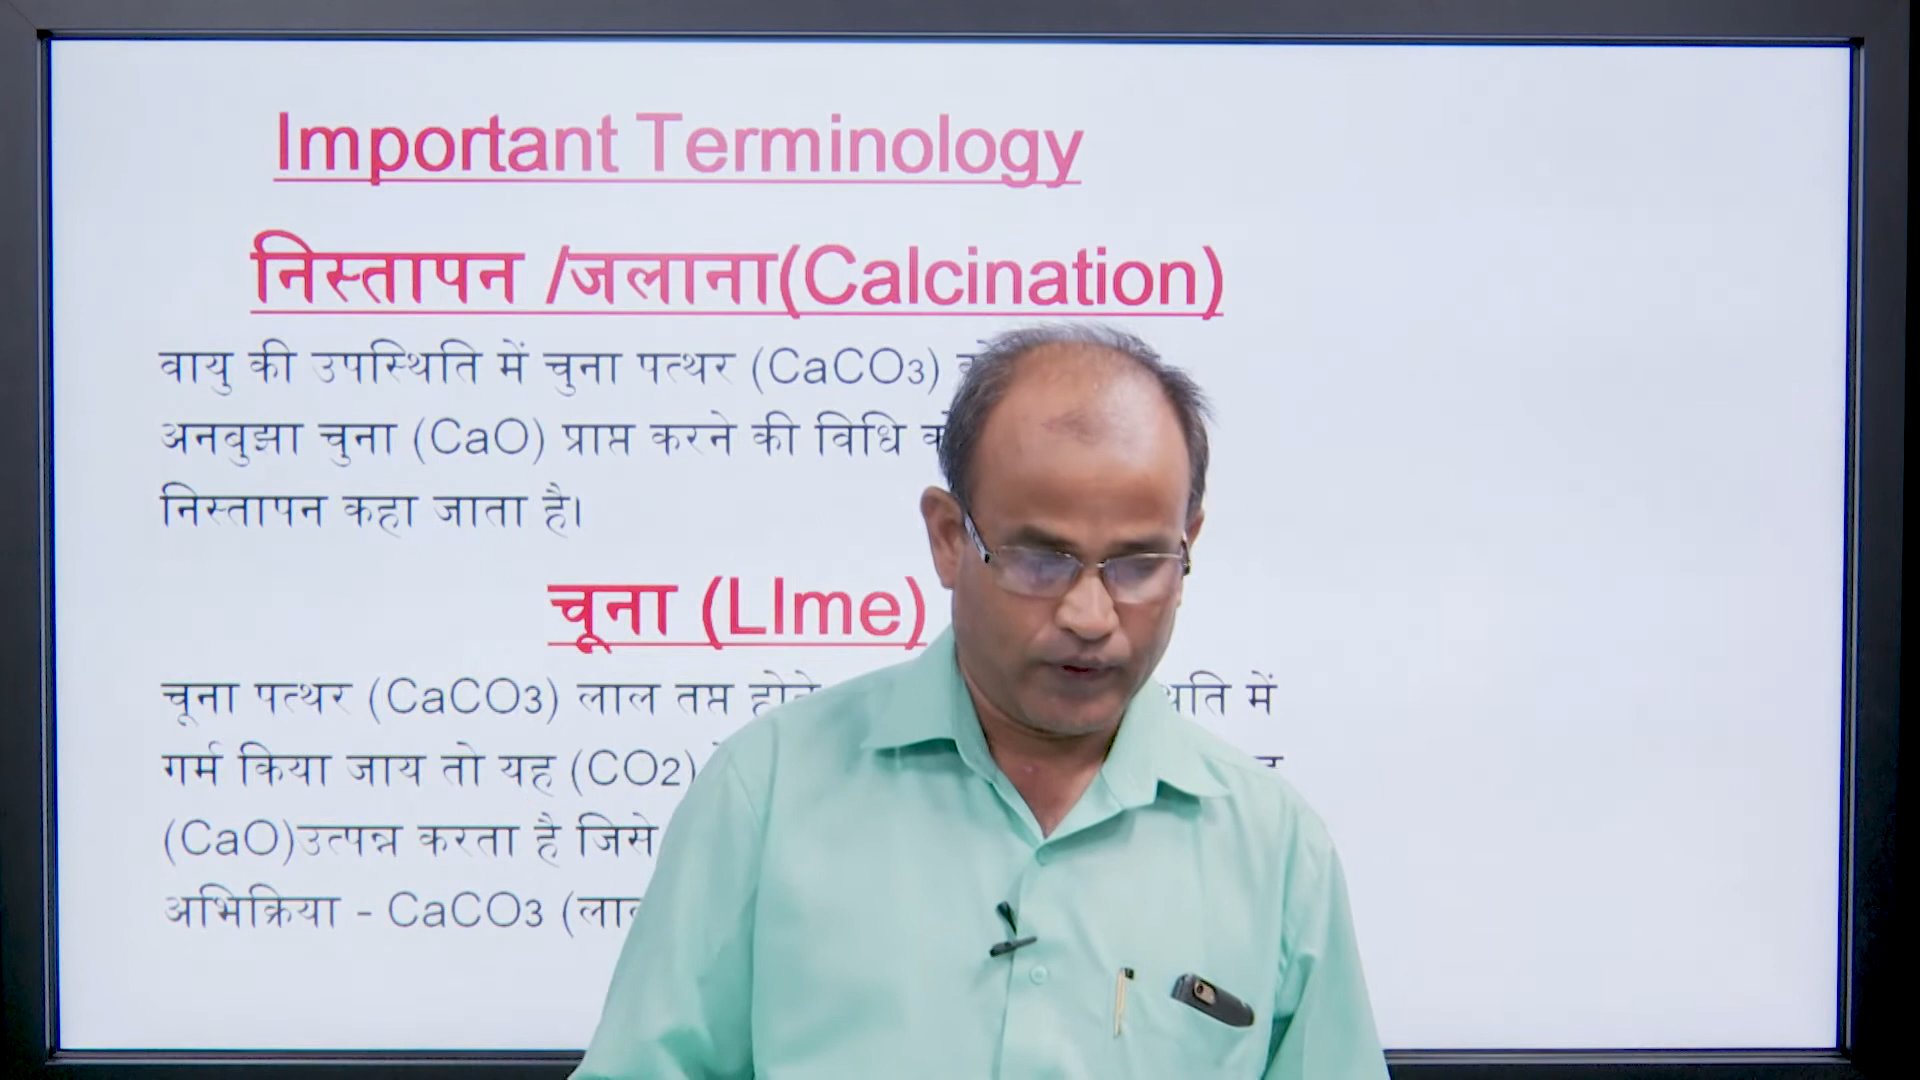 Important Terminology
निस्तापन /जलाना(Calcination)
वायु की उपस्थिति में चुना पत्थर (CaCO3)
अनबुझा चुना (CaO) प्राप्त करने की विधि
निस्तापन कहा जाता है।
चूना (LIme)
चूना पत्थर (CaCO3) लाल तप्त में
गर्म किया जाय तो यह (CO2)
(CaO)उत्पन्न करता है जिसे
अभिक्रिया - CaCO3